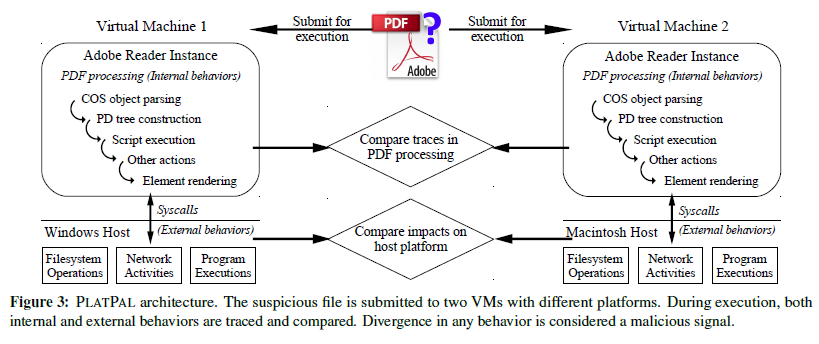 Virtual Machine 1
Submit for
execution
PDF
?
Adobe
Submit for
execution
Virtual Machine 2
Adobe Reader Instance
PDF processing (Internal behaviors)
COS object parsing
PD tree construction
Script execution
Other actions
Element rendering
Compare traces in
PDF processing
Adobe Reader Instance
PDF processing (Internal behaviors)
COS object parsing
PD tree construction
Script execution
Other actions
Element rendering
Syscalls
Windows Host
(External behaviors)
Filesystem
Operations
Network
Activities
Program
Executions
Compare impacts on
host platform
Syscalls
Macintosh Host
(External behaviors)
Filesystem
Operations
Network
Activities
Program
Executions
Figure 3: PLATPAL architecture. The suspicious file is submitted to two VMs with different platforms. During execution, both
internal and external behaviors are traced and compared. Divergence in any behavior is considered a malicious signal.